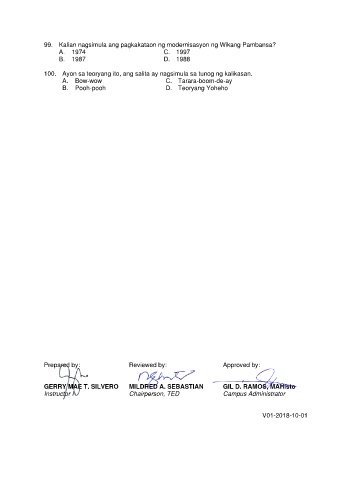 99. Kailan nagsimula ang pagkakataon ng modernisasyon ng Wikang Pambansa?
A. 1974 C. 1997
B. 1987 D. 1988
100. Ayon sa teoryang ito, ang salita ay nagsimula sa tunog ng kalikasan.
A. Bow-wow C. Tarara-boom-de-ay
B. Pooh-pooh D. Teoryang Yoheho
Prepared by: Reviewed by: Approved by:
GERRY MAE T. SILVERO MILDRED A. SEBASTIAN GIL D. RAMOS, MAHisto
Instructor I Chairperson, TED Campus Administrator
V01-2018-10-01